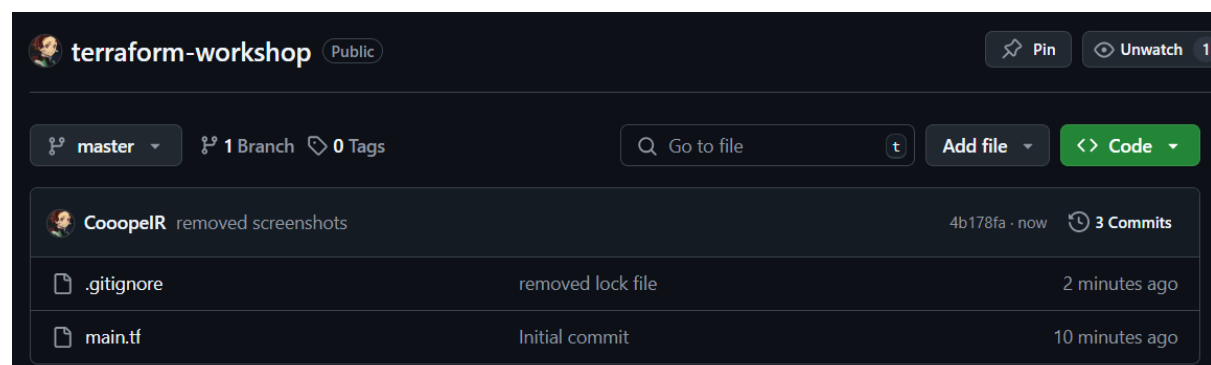 terraform-workshop Public Pin Unwatch 1
master 1 Branch 0 Tags Go to file t Add file <> Code
CooopelR removed screenshots 4b178fa · now 3 Commits
.gitignore removed lock file 2 minutes ago
main.tf Initial commit 10 minutes ago